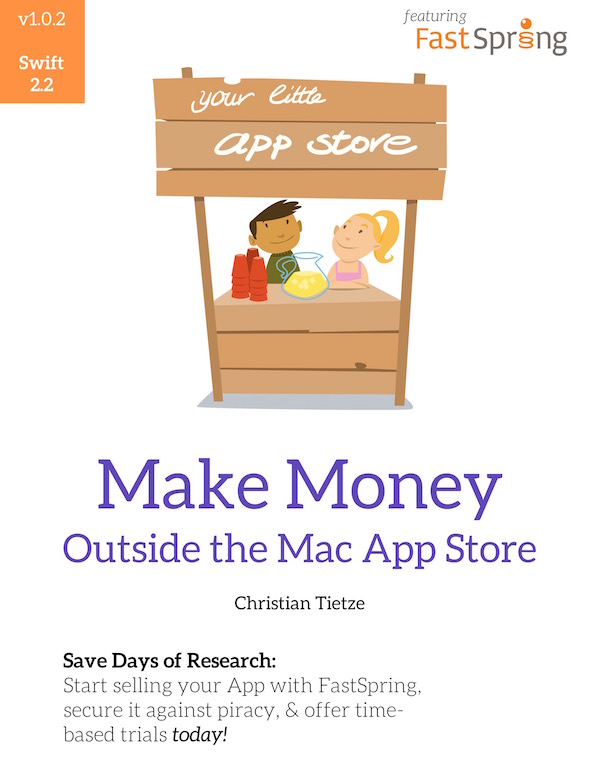 v1.0.2
Swift
2.2
featuring
FastSpring
your little
app store
Make Money
Outside the Mac App Store
Christian Tietze
Save Days of Research:
Start selling your App with FastSpring,
secure it against piracy, & offer time-
based trials today!